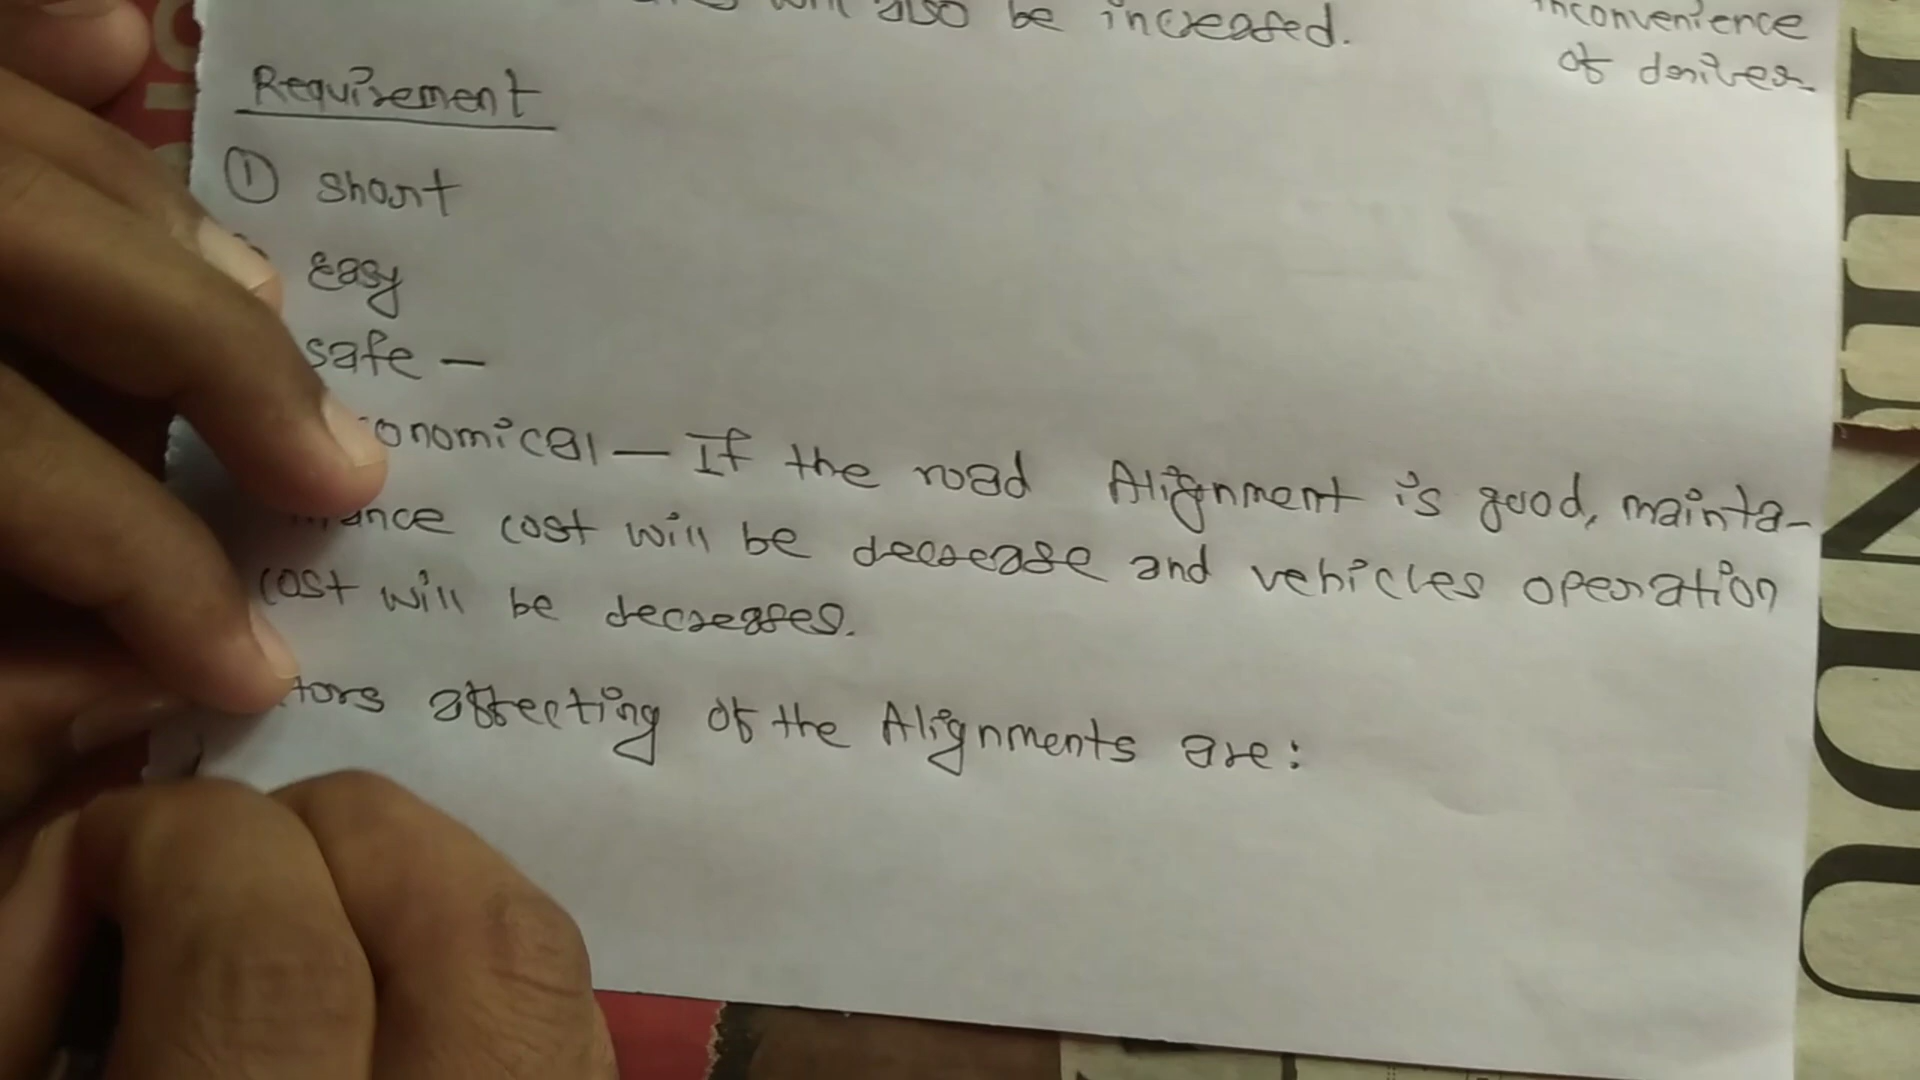 also be increased.
inconvenience
of driver
Requirement
① short
easy
safe —
onomical — If the road Alignment is good, mainta-
ance cost will be decrease and vehicles operation
cost will be decreases.
tors affecting of the Alignments are: